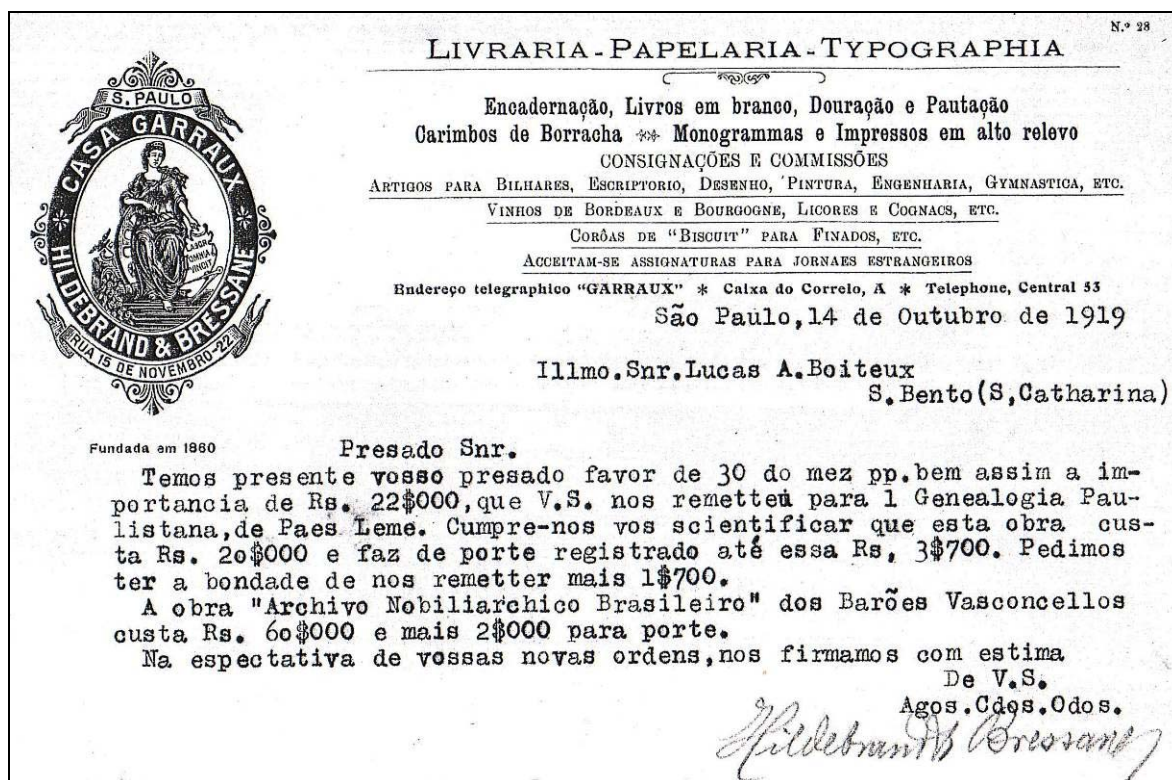 N.º 28
LIVRARIA-PAPELARIA-TYPOGRAPHIA
Encadernação, Livros em branco, Douração e Pautação
Carimbos de Borracha ** Monogrammas e Impressos em alto relevo
CONSIGNAÇÕES E COMMISSÕES
ARTIGOS PARA BILHARES, ESCRIPTORIO, DESENHO, PINTURA, ENGENHARIA, GYMNASTICA, ETC.
VINHOS DE BORDEAUX E BOURGOGNE, LICORES E COGNACS, ETC.
CORÔAS DE "BISCUIT" PARA FINADOS, ETC.
ACCEITAM-SE ASSIGNATURAS PARA JORNAES ESTRANGEIROS
Endereço telegraphico "GARRAUX" * Caixa do Correio, A * Telephone, Central 53
S. PAULO
CASA GARRAUX
LABOR
OMNIA
VINCIT
HILDEBRAND & BRESSANE
RUA 15 DE NOVEMBRO-22
Fundada em 1860
São Paulo,14 de Outubro de 1919
Illmo.Snr.Lucas A.Boiteux
S.Bento(S,Catharina)
Presado Snr.
Temos presente vosso presado favor de 30 do mez pp.bem assim a im-
portancia de Rs. 22$000,que V.S. nos remetteu para 1 Genealogia Pau-
listana,de Paes Leme. Cumpre-nos vos scientificar que esta obra cus-
ta Rs. 20$000 e faz de porte registrado até essa Rs, 3$700. Pedimos
ter a bondade de nos remetter mais 1$700.
A obra "Archivo Nobiliarchico Brasileiro" dos Barões Vasconcellos
custa Rs. 60$000 e mais 2$000 para porte.
Na espectativa de vossas novas ordens,nos firmamos com estima
De V.S.
Agos.Cdos.Odos.
Hildebrand & Bressane